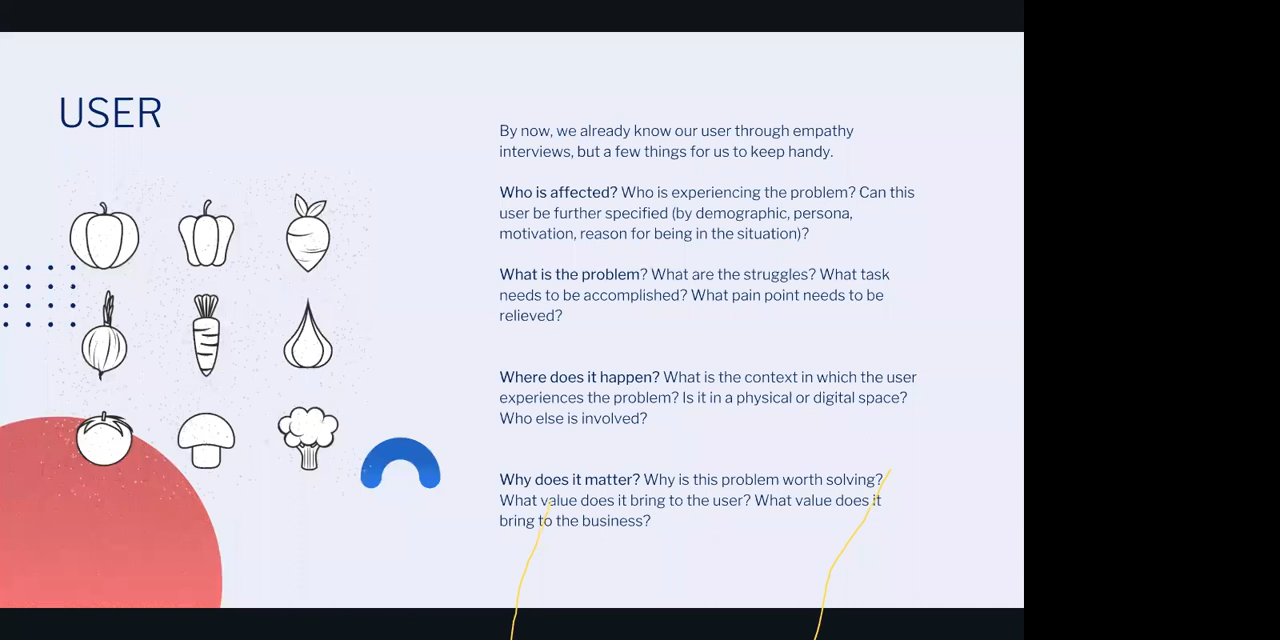 USER
By now, we already know our user through empathy
interviews, but a few things for us to keep handy.
Who is affected? Who is experiencing the problem? Can this
user be further specified (by demographic, persona,
motivation, reason for being in the situation)?
What is the problem? What are the struggles? What task
needs to be accomplished? What pain point needs to be
relieved?
Where does it happen? What is the context in which the user
experiences the problem? Is it in a physical or digital space?
Who else is involved?
Why does it matter? Why is this problem worth solving?
What value does it bring to the user? What value does it
bring to the business?